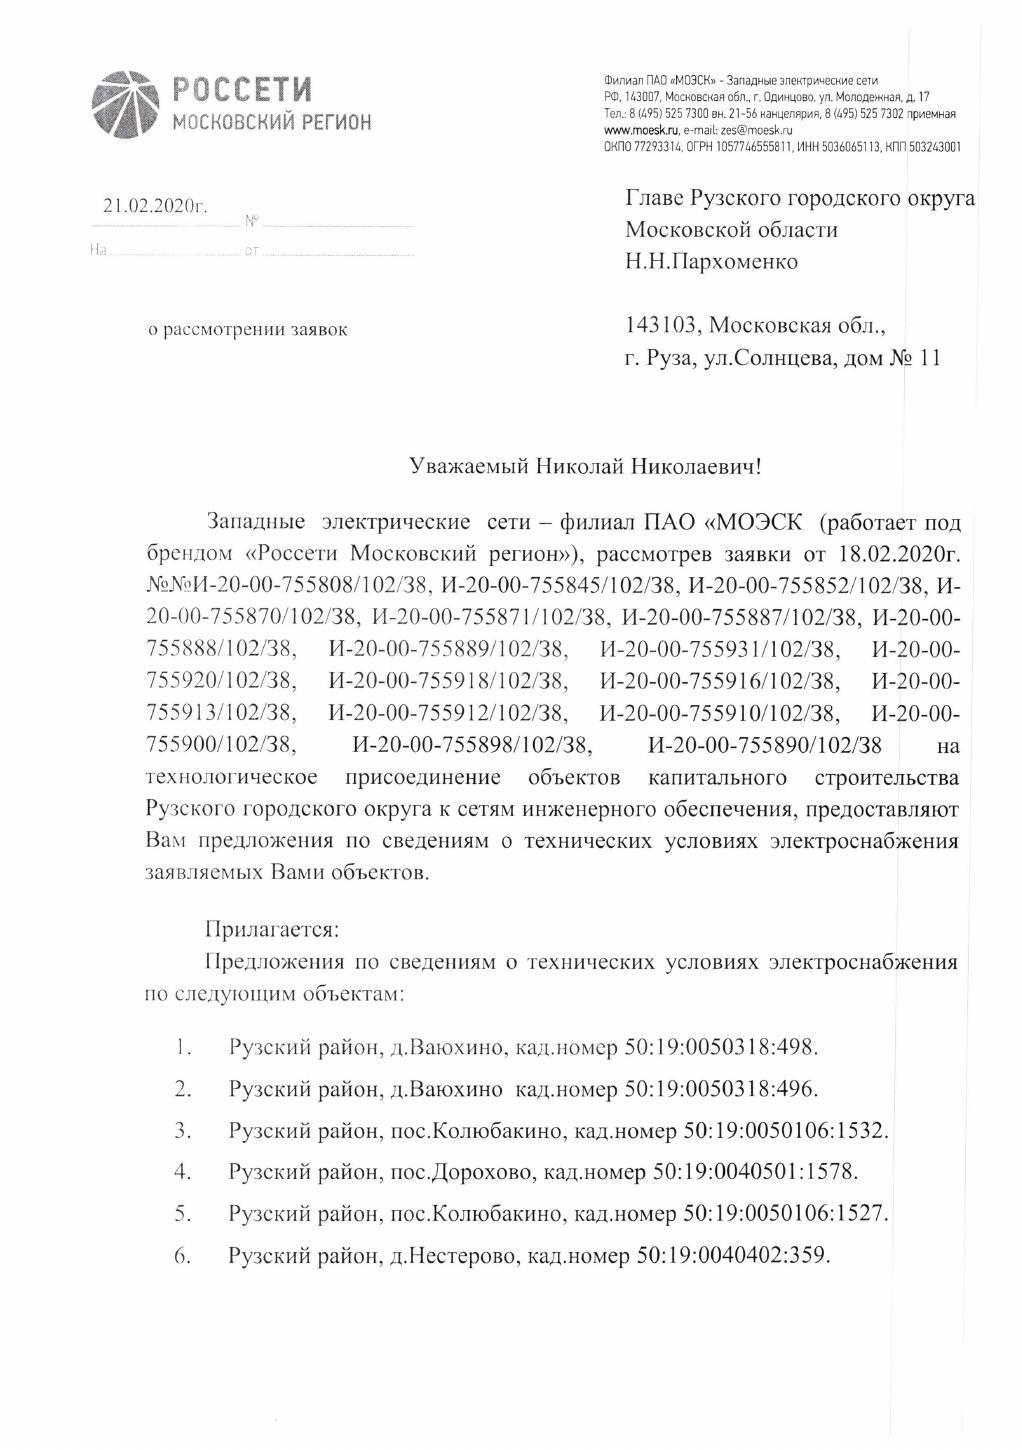 РОССЕТИ
МОСКОВСКИЙ РЕГИОН
Филиал ПАО «МОЭСК» - Западные электрические сети
РФ, 143007, Московская обл., г. Одинцово, ул. Молодежная, д. 17
Тел.: 8 (495) 525 7300 вн. 21-56 канцелярия, 8 (495) 525 7302 приемная
www.moesk.ru, e-mail: zes@moesk.ru
ОКПО 77293314, ОГРН 1057746555811, ИНН 5036065113, КПП 503243001
21.02.2020г.
№
На
от
о рассмотрении заявок
Главе Рузского городского округа
Московской области
Н.Н.Пархоменко
143103, Московская обл.,
г. Руза, ул.Солнцева, дом № 11
Уважаемый Николай Николаевич!
Западные электрические сети – филиал ПАО «МОЭСК (работает под
брендом «Россети Московский регион»), рассмотрев заявки от 18.02.2020г.
№№И-20-00-755808/102/38, И-20-00-755845/102/38, И-20-00-755852/102/38, И-
20-00-755870/102/38, И-20-00-755871/102/38, И-20-00-755887/102/38, И-20-00-
755888/102/38, И-20-00-755889/102/38, И-20-00-755931/102/38, И-20-00-
755920/102/38, И-20-00-755918/102/38, И-20-00-755916/102/38, И-20-00-
755913/102/38, И-20-00-755912/102/38, И-20-00-755910/102/38, И-20-00-
755900/102/38, И-20-00-755898/102/38, И-20-00-755890/102/38 на
технологическое присоединение объектов капитального строительства
Рузского городского округа к сетям инженерного обеспечения, предоставляют
Вам предложения по сведениям о технических условиях электроснабжения
заявляемых Вами объектов.
Прилагается:
Предложения по сведениям о технических условиях электроснабжения
по следующим объектам:
1. Рузский район, д.Ваюхино, кад.номер 50:19:0050318:498.
2. Рузский район, д.Ваюхино кад.номер 50:19:0050318:496.
3. Рузский район, пос.Колюбакино, кад.номер 50:19:0050106:1532.
4. Рузский район, пос.Дорохово, кад.номер 50:19:0040501:1578.
5. Рузский район, пос.Колюбакино, кад.номер 50:19:0050106:1527.
6. Рузский район, д.Нестерово, кад.номер 50:19:0040402:359.